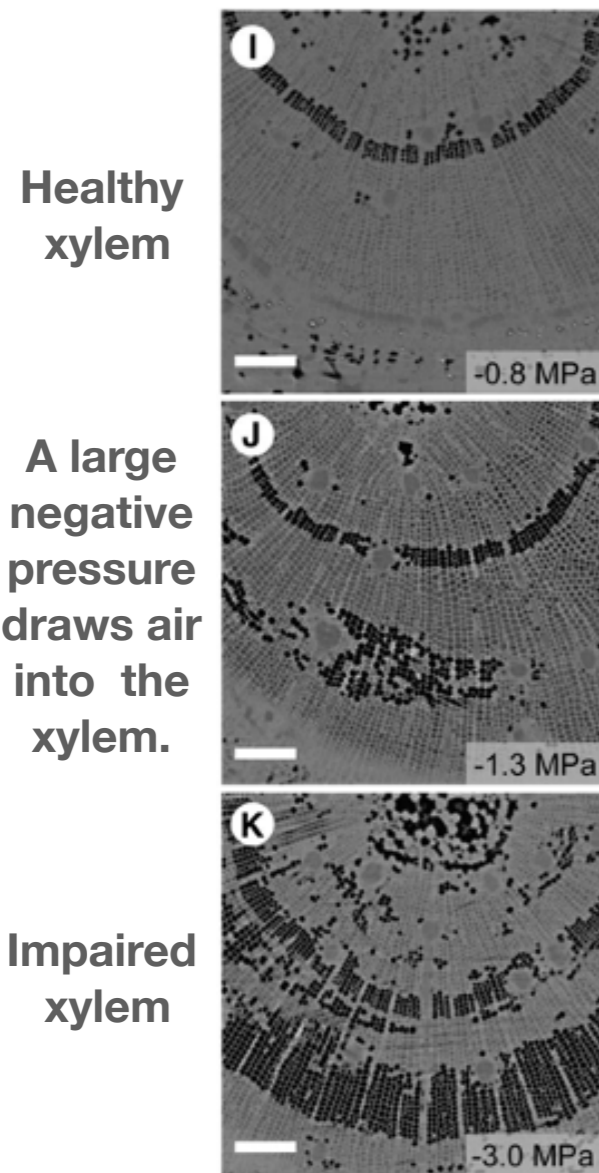 I
Healthy
xylem
-0.8 MPa
J
A large
negative
pressure
draws air
into the
xylem.
-1.3 MPa
K
Impaired
xylem
-3.0 MPa